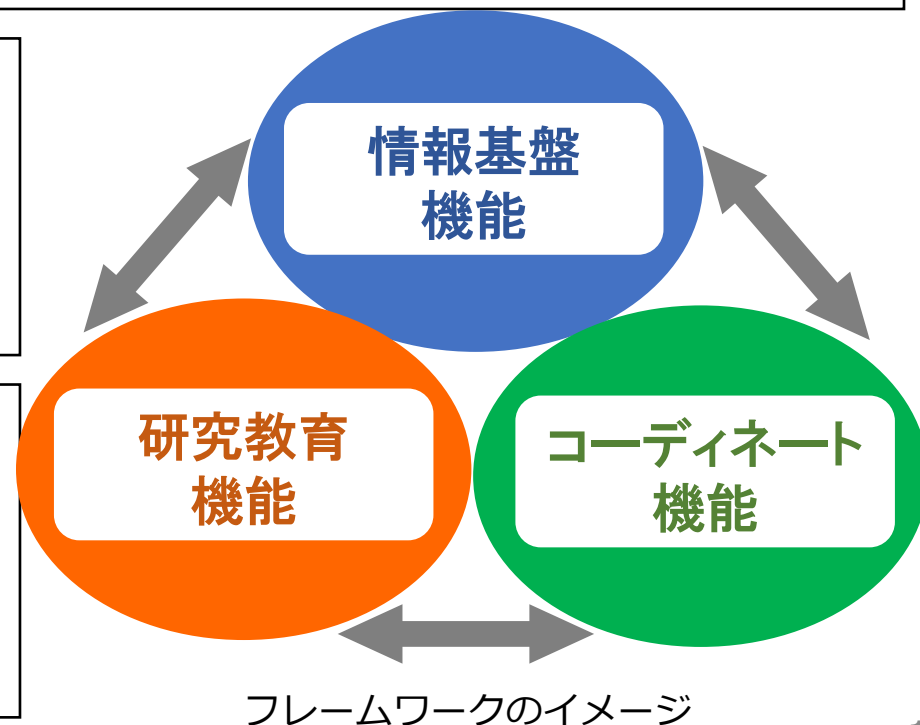 情報基盤
機能
研究教育
機能
コーディネート
機能
フレームワークのイメージ